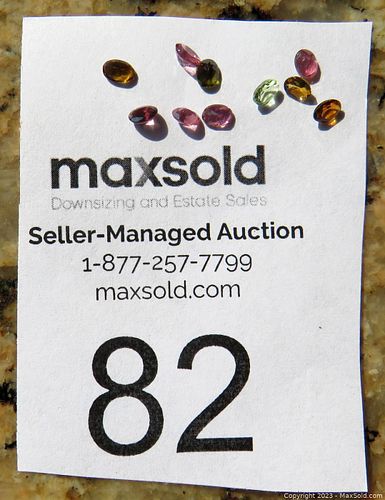 maxsold
Downsizing and Estate Sales
Seller-Managed Auction
1-877-257-7799
maxsold.com
82
Copyright 2023 - MaxSold.com